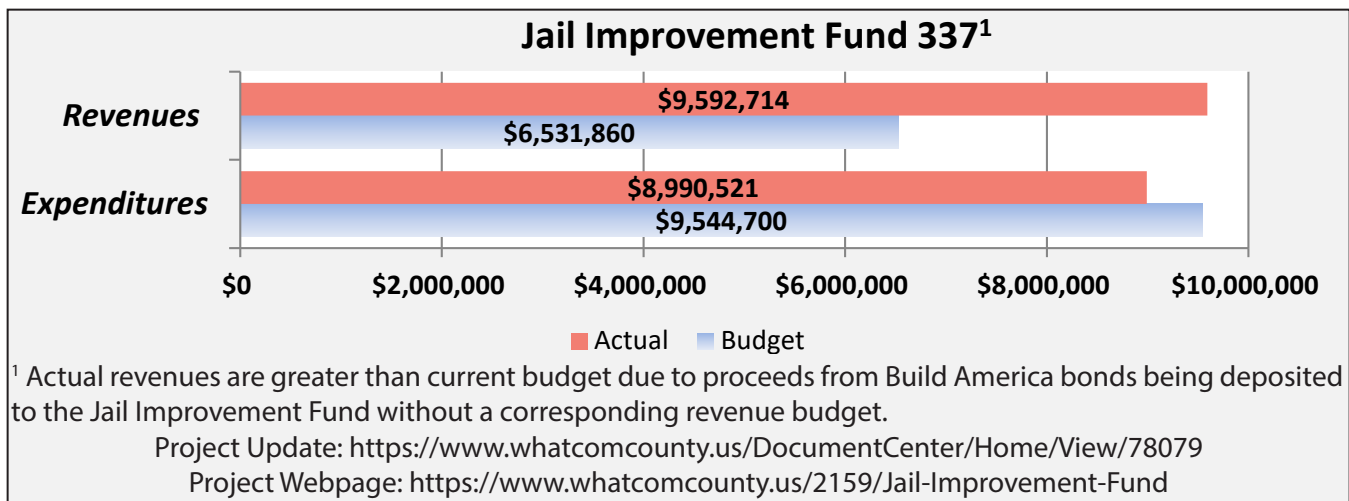 Jail Improvement Fund 337¹
Revenues
$9,592,714
$6,531,860
Expenditures
$8,990,521
$9,544,700
$0 $2,000,000 $4,000,000 $6,000,000 $8,000,000 $10,000,000
Actual Budget
¹ Actual revenues are greater than current budget due to proceeds from Build America bonds being deposited
to the Jail Improvement Fund without a corresponding revenue budget.
Project Update: https://www.whatcomcounty.us/DocumentCenter/Home/View/78079
Project Webpage: https://www.whatcomcounty.us/2159/Jail-Improvement-Fund